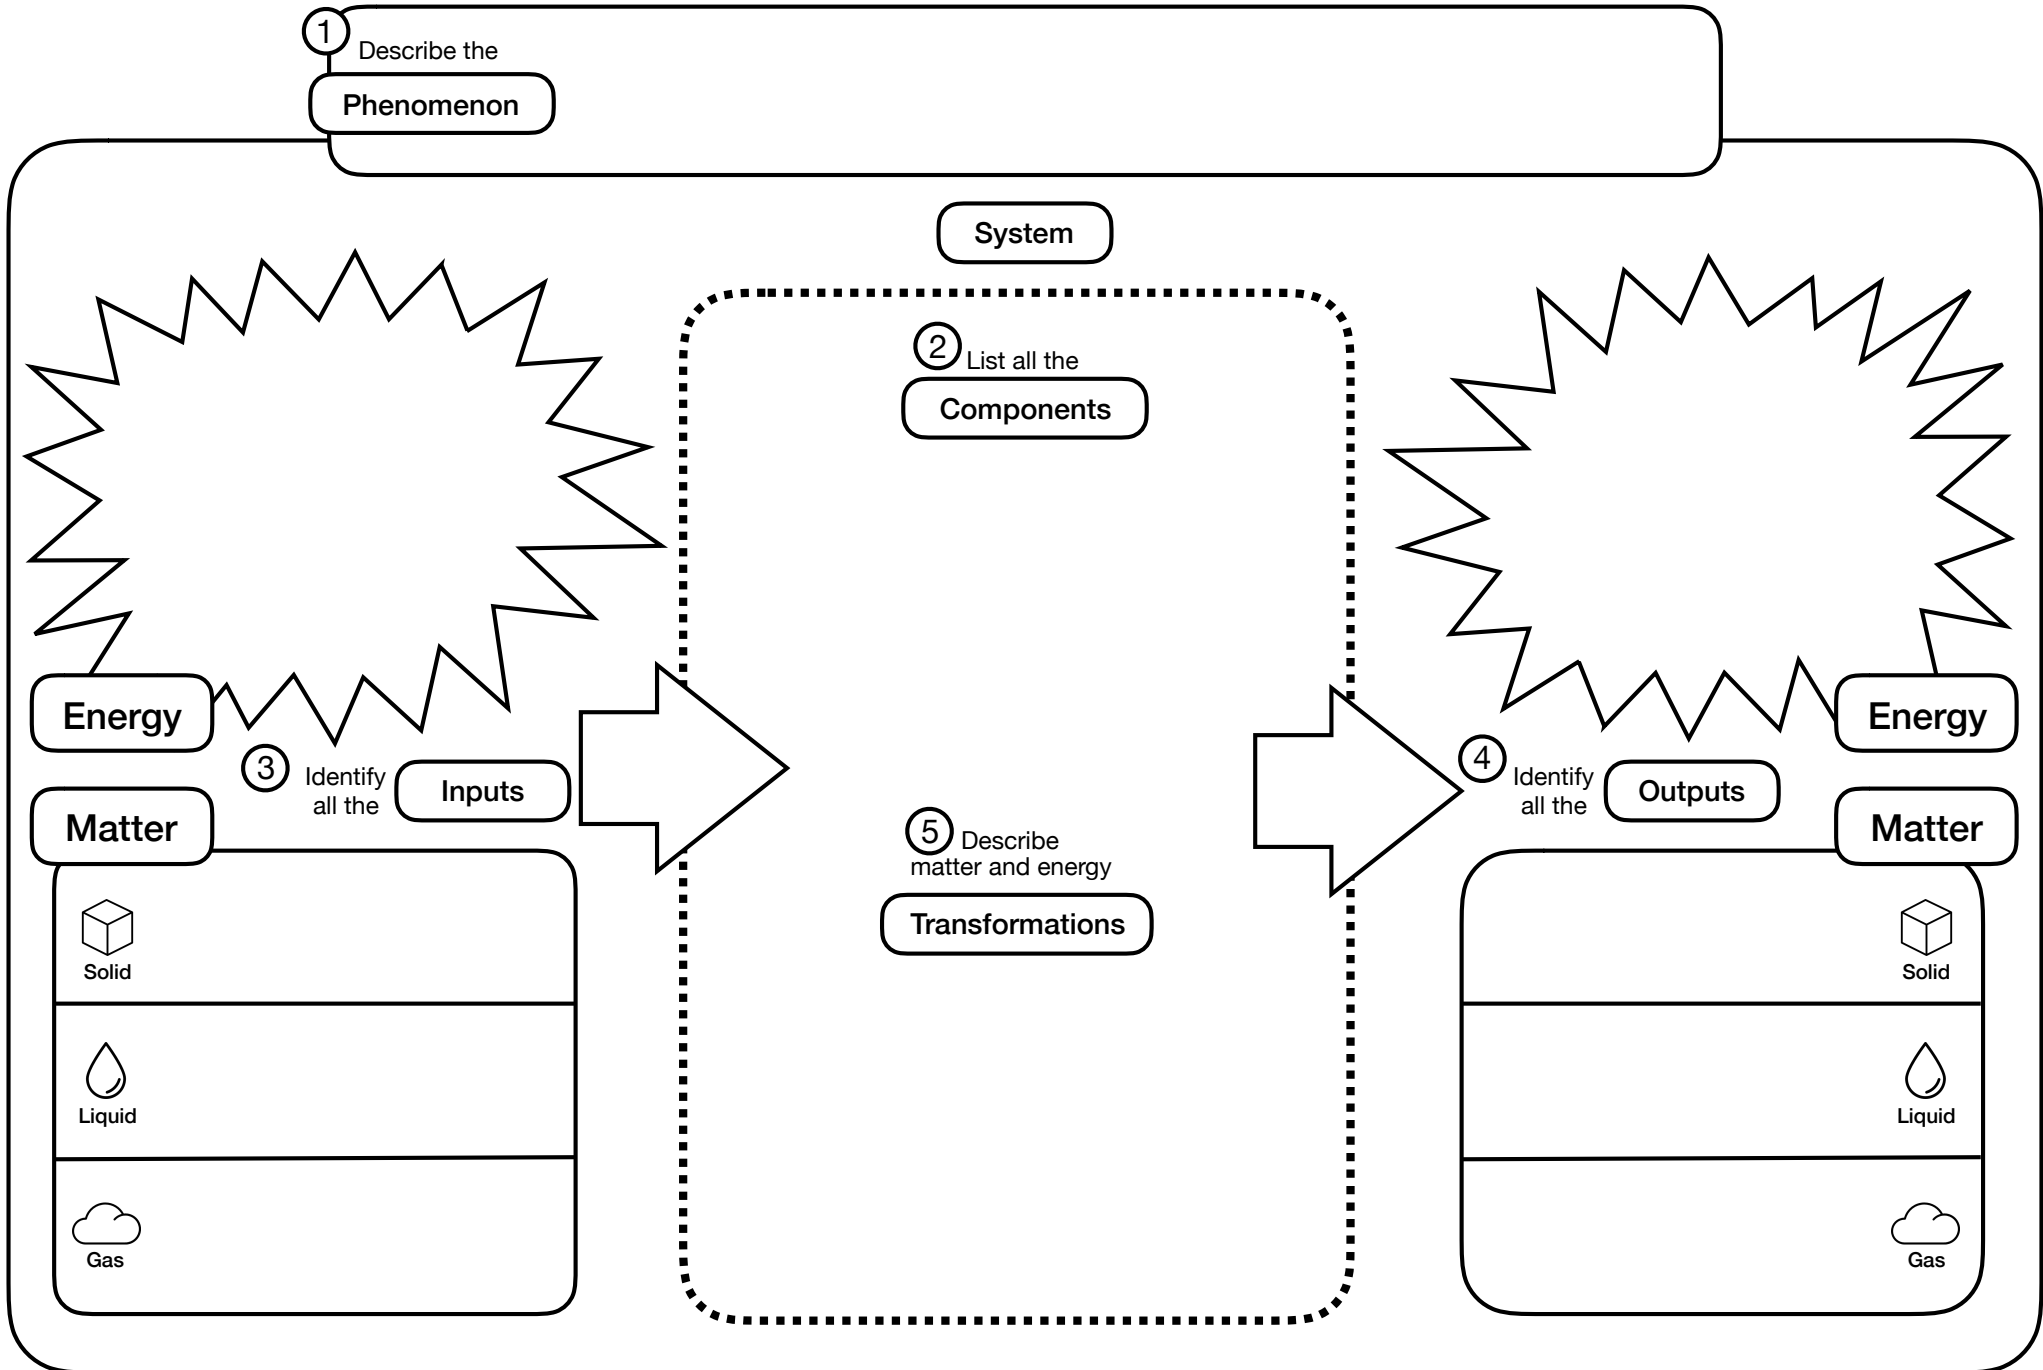 1
Describe the
Phenomenon
System
2
List all the
Components
Energy
3
Identify
all the
Inputs
Matter
Solid
Liquid
Gas
5
Describe
matter and energy
Transformations
Energy
4
Identify
all the
Outputs
Matter
Solid
Liquid
Gas